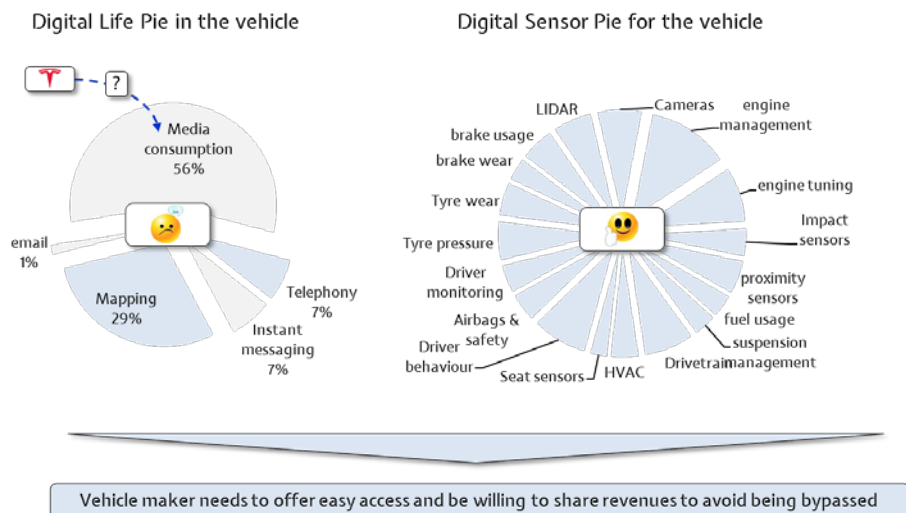 Digital Life Pie in the vehicle
?
Media
consumption
56%
email
1%
Mapping
29%
Instant
messaging
7%
Telephony
7%
Digital Sensor Pie for the vehicle
LIDAR
Cameras
engine
management
engine tuning
Impact
sensors
proximity
sensors
fuel usage
suspension
management
Drivetrain
HVAC
Seat sensors
Driver
behaviour
Airbags &
safety
Driver
monitoring
Tyre pressure
Tyre wear
brake wear
brake usage
Vehicle maker needs to offer easy access and be willing to share revenues to avoid being bypassed